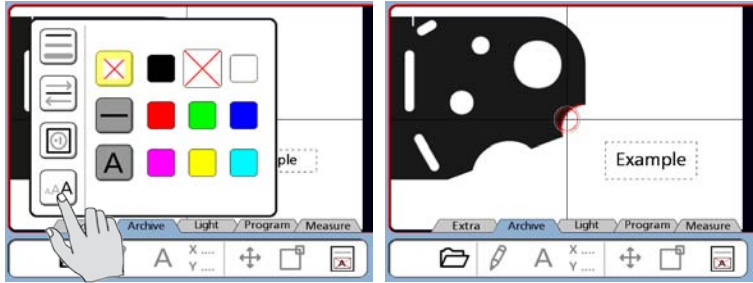 A
AAA
ple
Archive Light Program Measure
A X ....
Y ....
A
Example
Extra Archive Light Program Measure
A X ....
Y ....
A